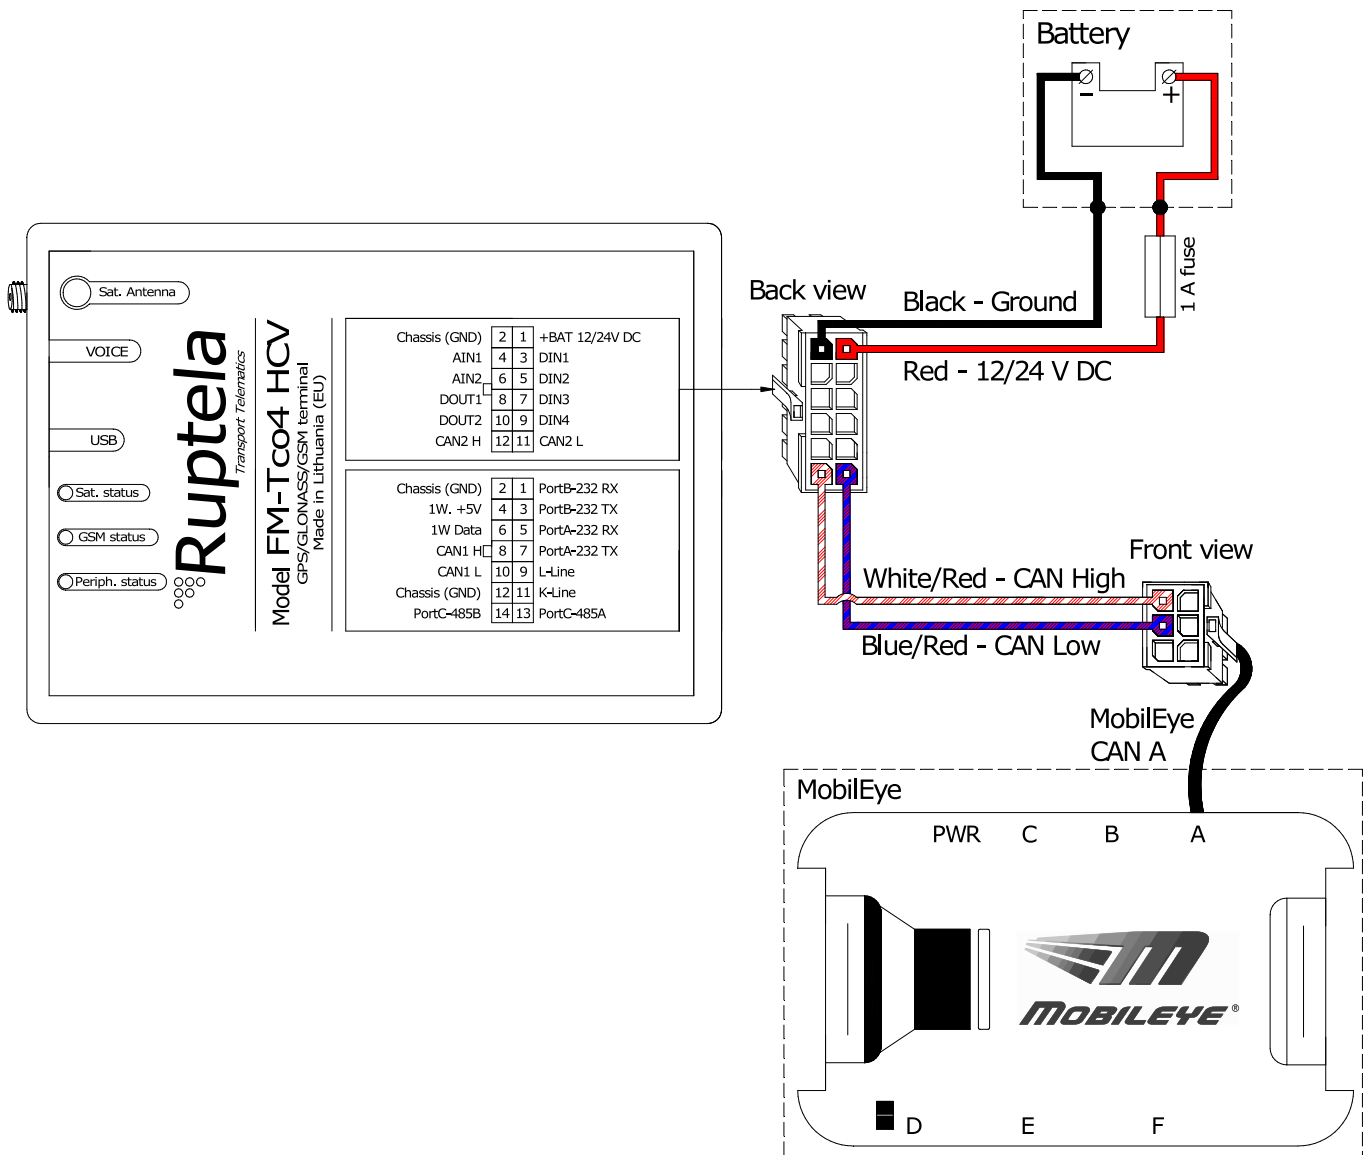 Battery
- +
1 A fuse
Back view
Black - Ground
Red - 12/24 V DC
Sat. Antenna
VOICE
USB
Sat. status
GSM status
Periph. status
Ruptela
Transport Telematics
Model FM-Tco4 HCV
GPS/GLONASS/GSM terminal
Made in Lithuania (EU)
Chassis (GND) 2 1 +BAT 12/24V DC
AIN1 4 3 DIN1
AIN2 6 5 DIN2
DOUT1 8 7 DIN3
DOUT2 10 9 DIN4
CAN2 H 12 11 CAN2 L
Chassis (GND) 2 1 PortB-232 RX
1W. +5V 4 3 PortB-232 TX
1W Data 6 5 PortA-232 RX
CAN1 H 8 7 PortA-232 TX
CAN1 L 10 9 L-Line
Chassis (GND) 12 11 K-Line
PortC-485B 14 13 PortC-485A
Front view
White/Red - CAN High
Blue/Red - CAN Low
MobilEye
CAN A
MobilEye
PWR C B A
MOBILEYE®
D E F